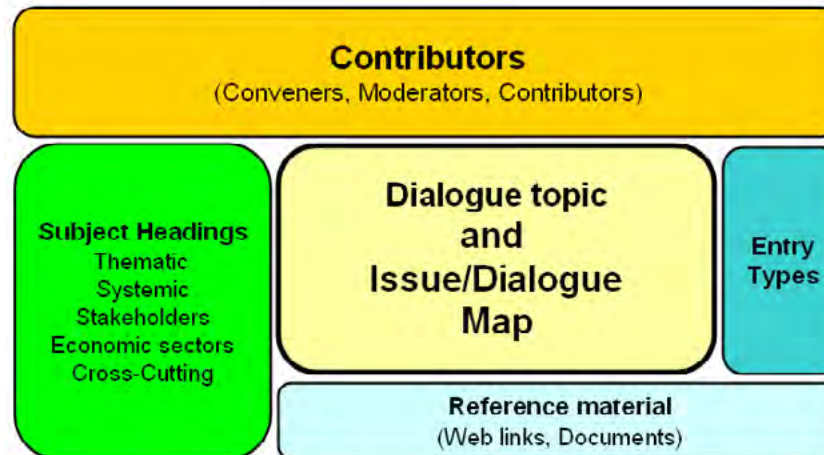 Contributors
(Conveners, Moderators, Contributors)
Subject Headings
Thematic
Systemic
Stakeholders
Economic sectors
Cross-Cutting
Dialogue topic
and
Issue/Dialogue
Map
Entry
Types
Reference material
(Web links, Documents)